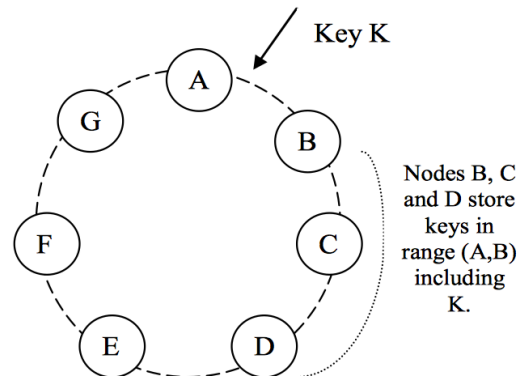 Key K
A
G
B
Nodes B, C
and D store
keys in
range (A,B)
including
K.
F
C
E
D